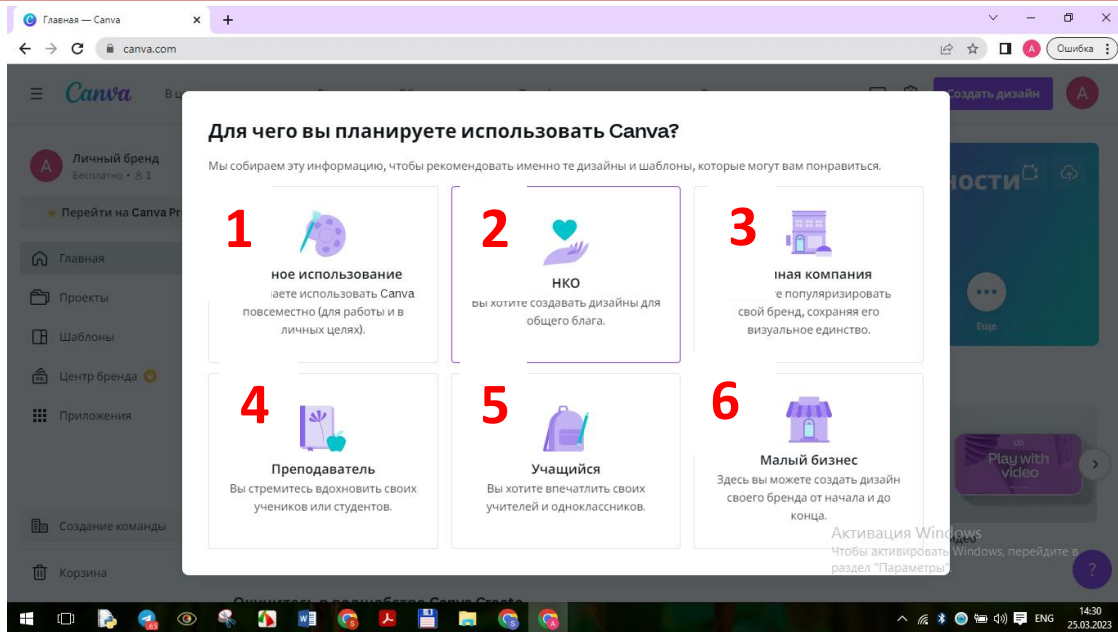 Главная — Canva
canva.com
Ошибка
Canva
В ц
Создать дизайн
A
A
Личный бренд
Бесплатно • 1
Перейти на Canva Pr
Главная
Проекты
Шаблоны
Центр бренда
Приложения
Создание команды
Корзина
Для чего вы планируете использовать Canva?
Мы собираем эту информацию, чтобы рекомендовать именно те дизайны и шаблоны, которые могут вам понравиться.
1
ное использование
аете использовать Canva
повсеместно (для работы и в
личных целях).
2
НКО
Вы хотите создавать дизайны для
общего блага.
3
ная компания
е популяризировать
свой бренд, сохраняя его
визуальное единство.
4
Преподаватель
Вы стремитесь вдохновить своих
учеников или студентов.
5
Учащийся
Вы хотите впечатлить своих
учителей и одноклассников.
6
Малый бизнес
Здесь вы можете создать дизайн
своего бренда от начала и до
конца.
ности
Еще
Play with
video
Активация Windows
Чтобы активировать Windows, перейдите в
раздел "Параметры".
?
ENG
14:30
25.03.2023